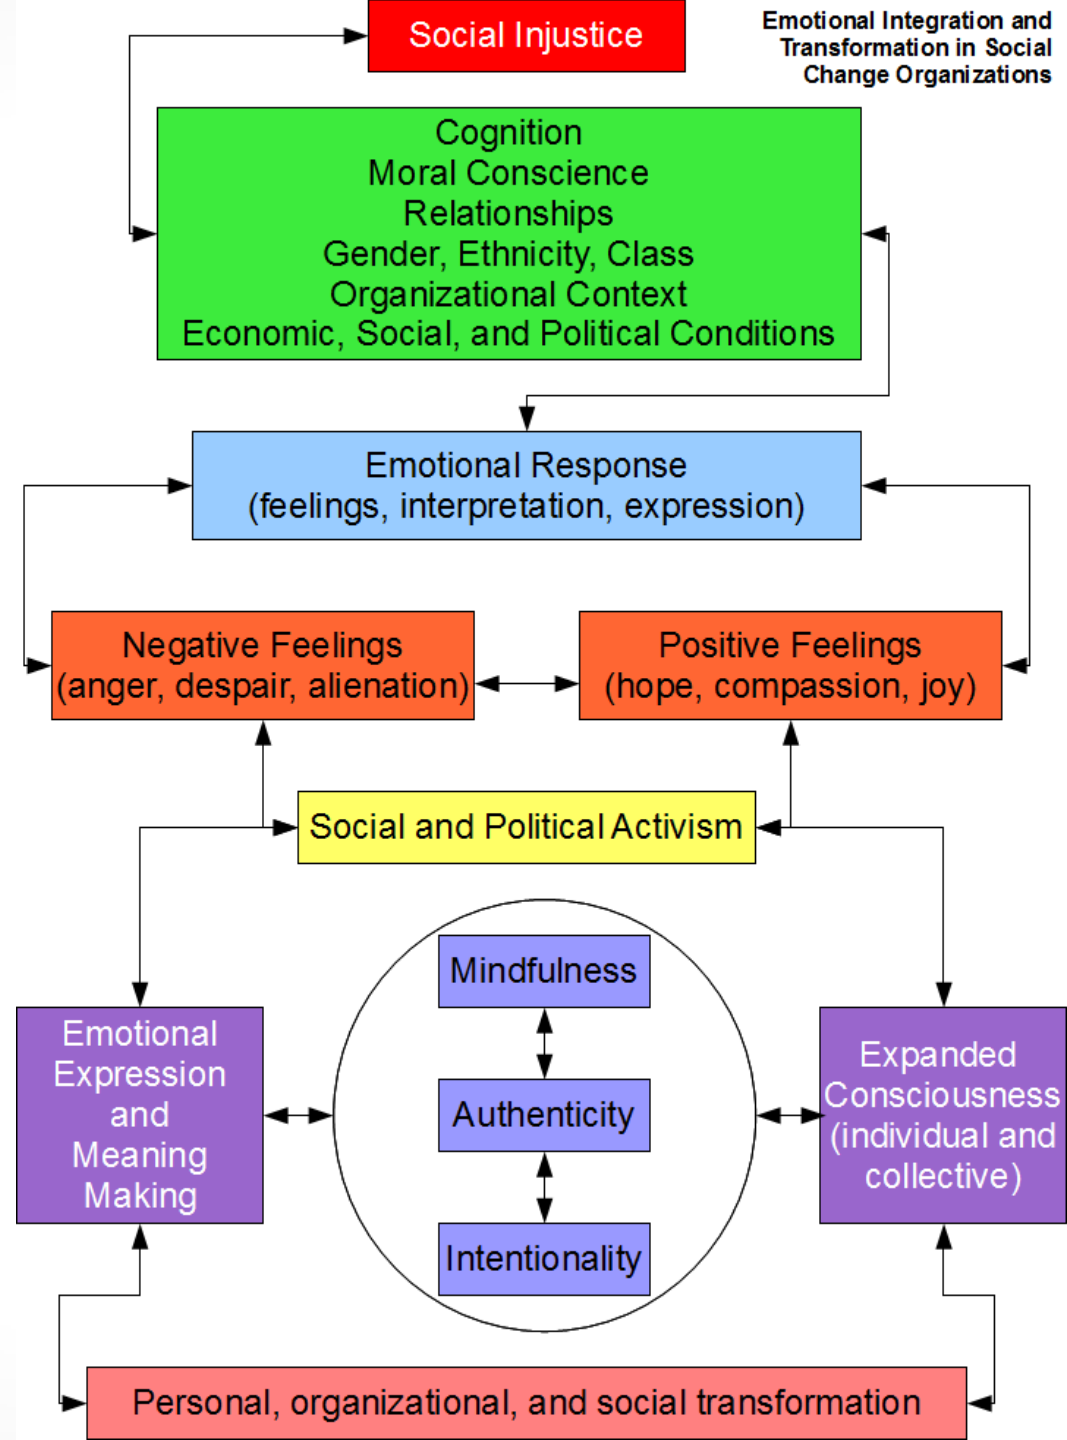 Emotional Integration and
Transformation in Social
Change Organizations
Social Injustice
Cognition
Moral Conscience
Relationships
Gender, Ethnicity, Class
Organizational Context
Economic, Social, and Political Conditions
Emotional Response
(feelings, interpretation, expression)
Negative Feelings
(anger, despair, alienation)
Positive Feelings
(hope, compassion, joy)
Social and Political Activism
Mindfulness
Authenticity
Intentionality
Emotional
Expression
and
Meaning
Making
Expanded
Consciousness
(individual and
collective)
Personal, organizational, and social transformation